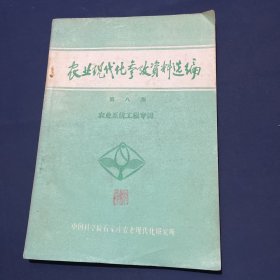 农业现代化参考资料选编
第八期
农业系统工程专辑
中国科学院石家庄农业现代化研究所